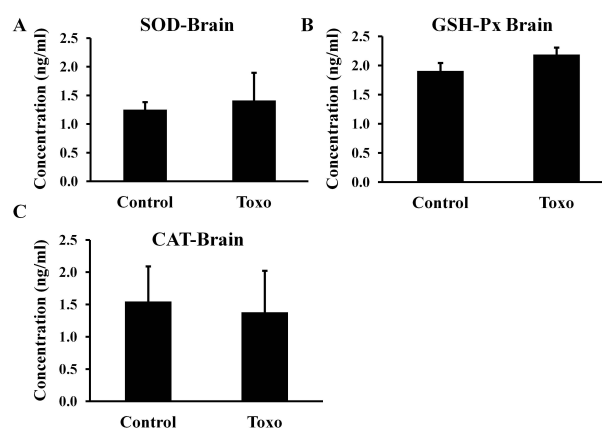 A
SOD-Brain
Concentration (ng/ml)
2.5
2.0
1.5
1.0
0.5
0.0
Control
Toxo
B
GSH-Px Brain
Concentration (ng/ml)
2.5
2.0
1.5
1.0
0.5
0.0
Control
Toxo
C
CAT-Brain
Concentration (ng/ml)
2.5
2.0
1.5
1.0
0.5
0.0
Control
Toxo